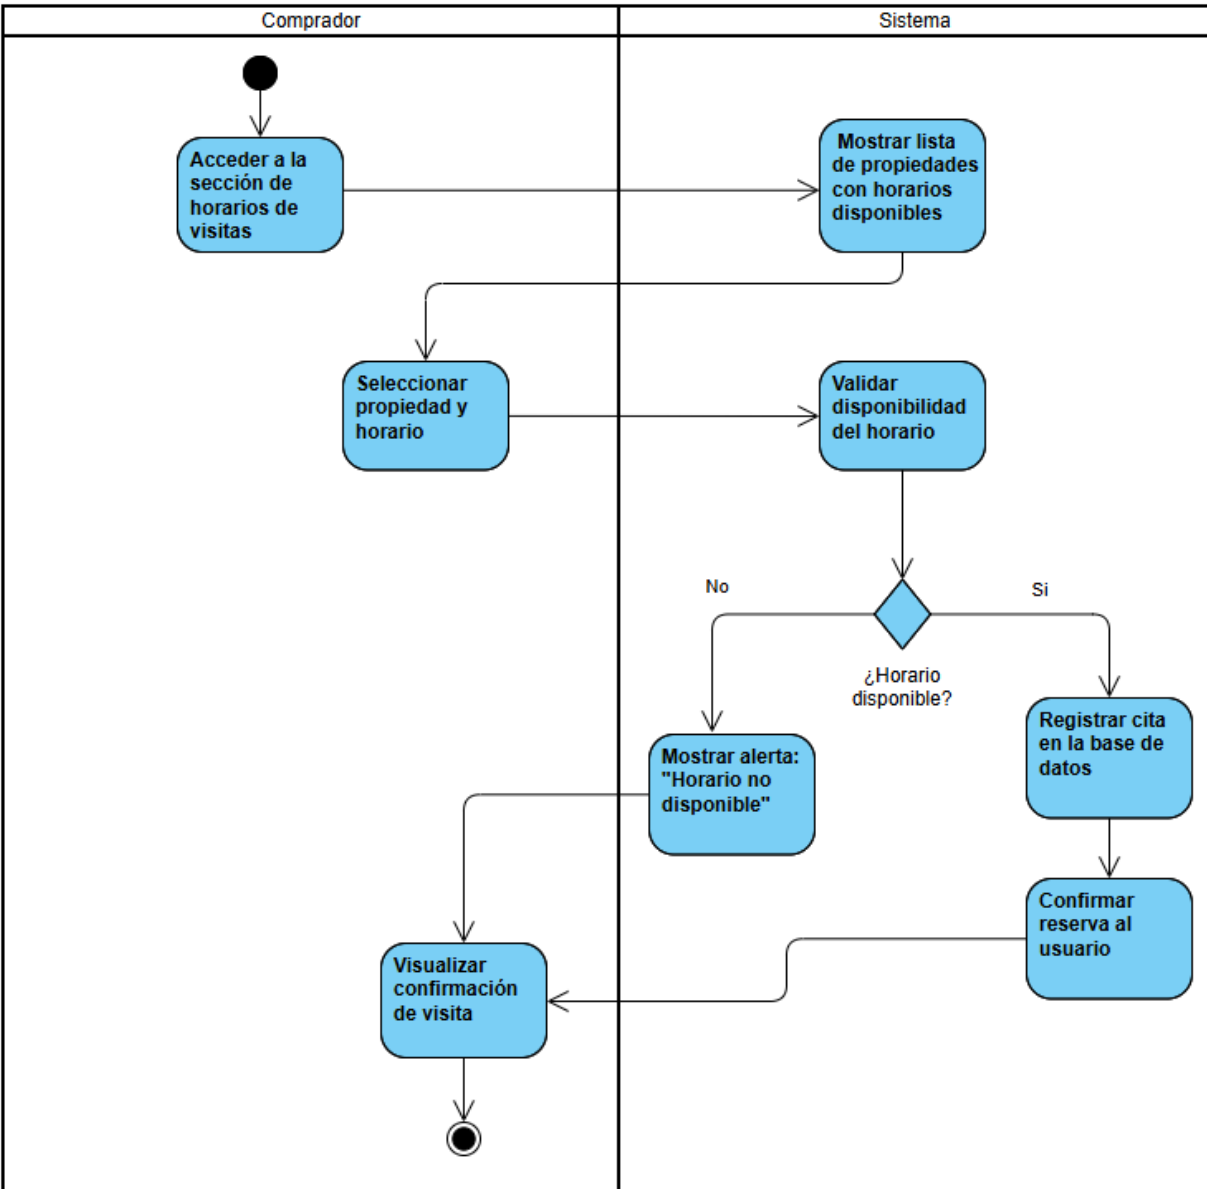 Comprador
Sistema
Acceder a la
sección de
horarios de
visitas
Mostrar lista
de propiedades
con horarios
disponibles
Seleccionar
propiedad y
horario
Validar
disponibilidad
del horario
No
Si
¿Horario
disponible?
Registrar cita
en la base de
datos
Mostrar alerta:
"Horario no
disponible"
Confirmar
reserva al
usuario
Visualizar
confirmación
de visita